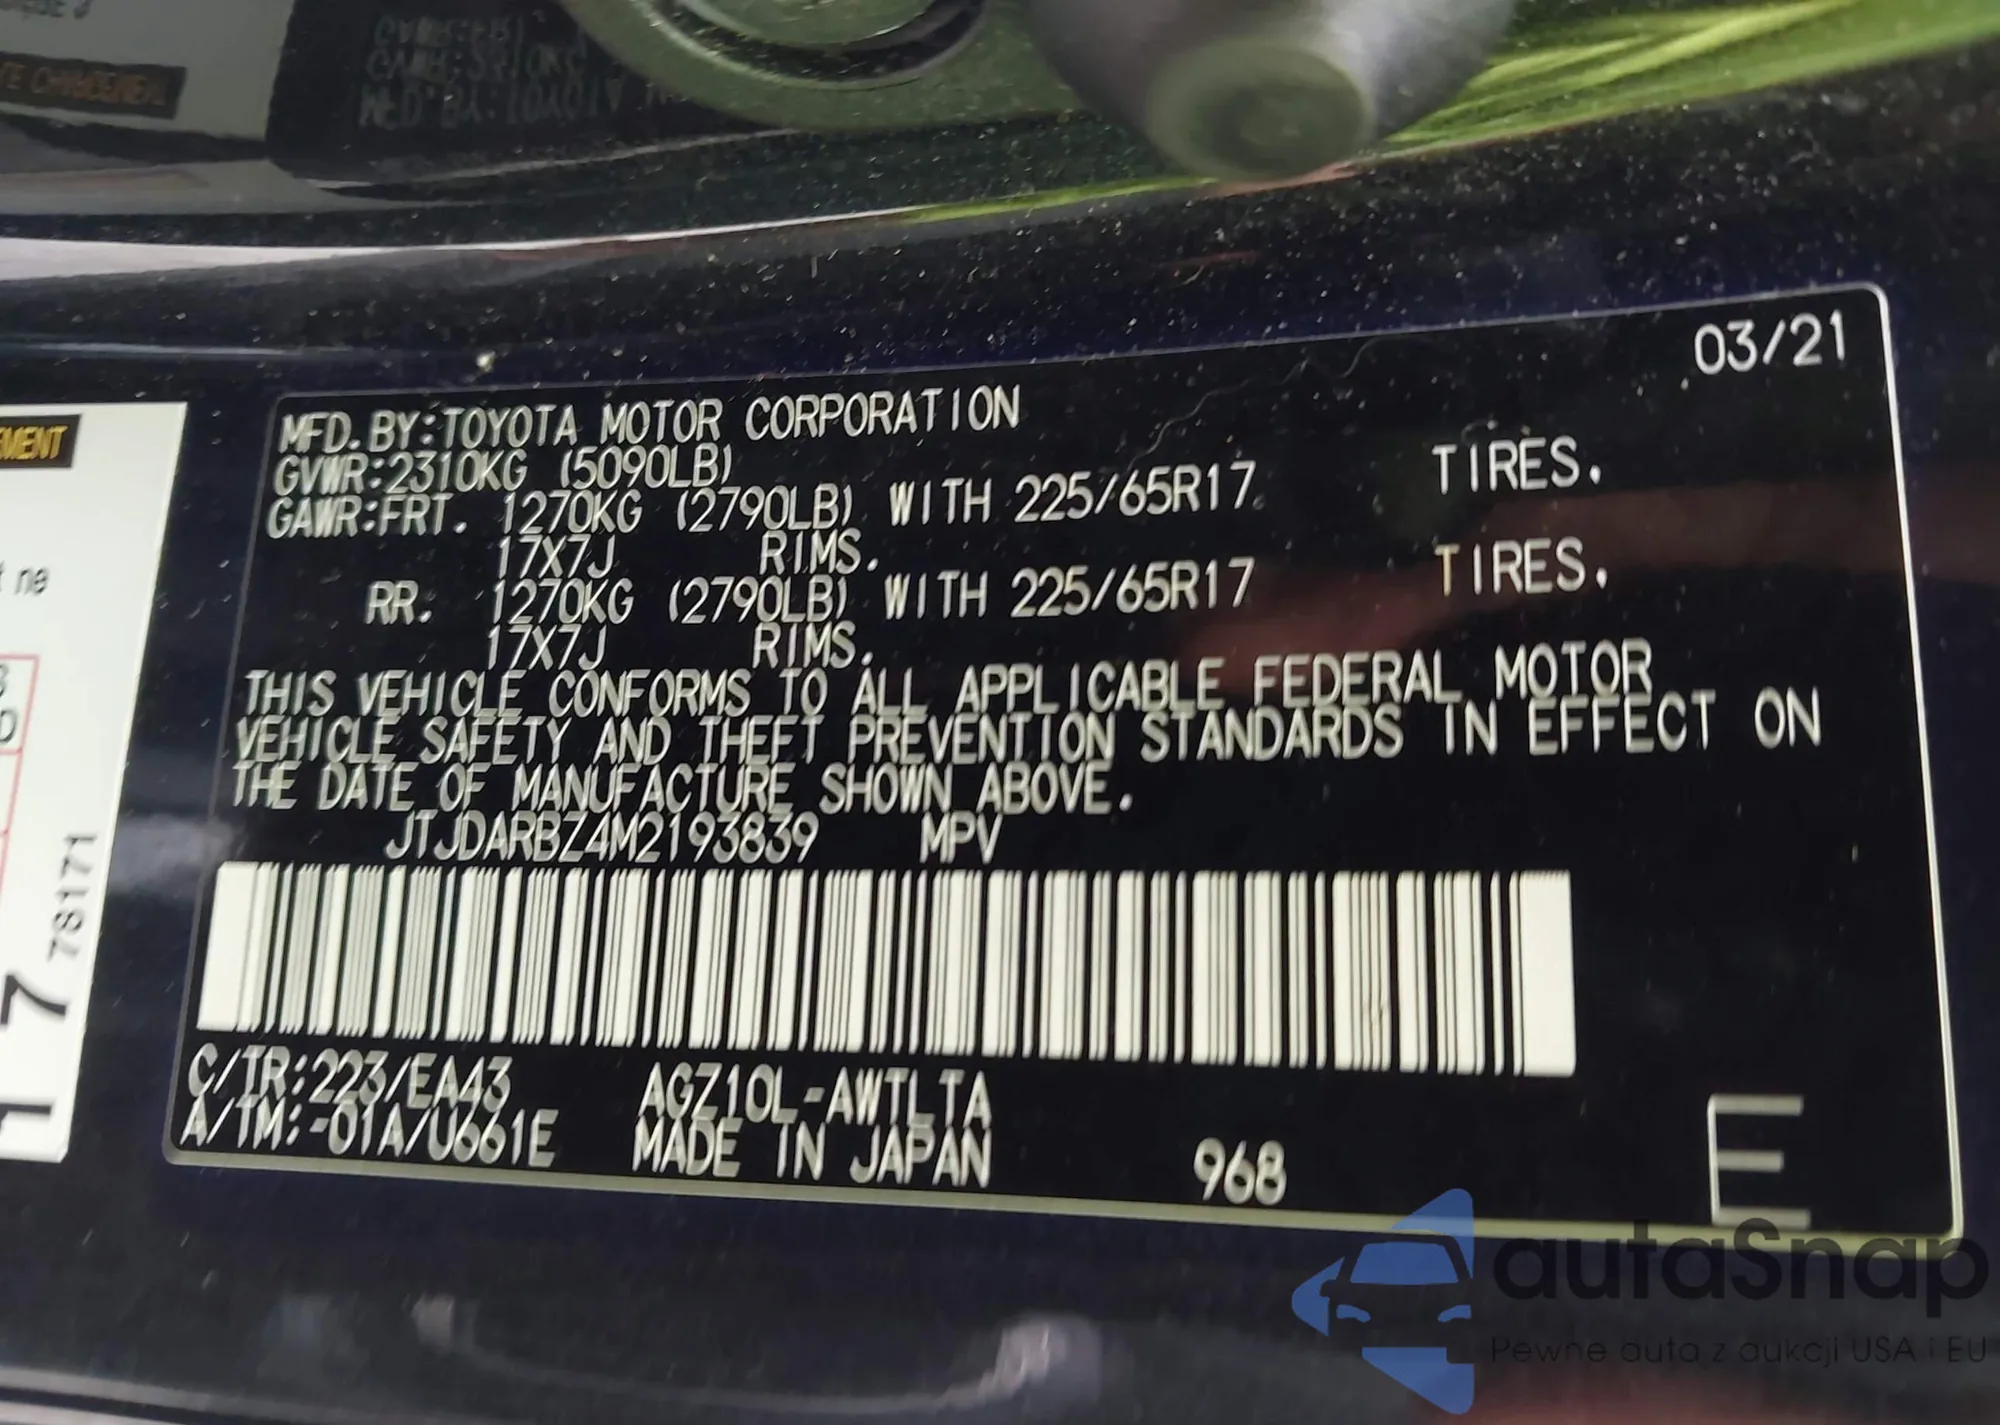 03/21
MFD.BY:TOYOTA MOTOR CORPORATION
GVWR:2310KG (5090LB)
GAWR:FRT. 1270KG (2790LB) WITH 225/65R17 TIRES.
17X7J RIMS.
RR. 1270KG (2790LB) WITH 225/65R17 TIRES.
17X7J RIMS.
THIS VEHICLE CONFORMS TO ALL APPLICABLE FEDERAL MOTOR
VEHICLE SAFETY AND THEFT PREVENTION STANDARDS IN EFFECT ON
THE DATE OF MANUFACTURE SHOWN ABOVE.
JTJDARBZ4M2193839 MPV
C/TR:223/EA43 AGZ10L-AWTLTA
A/TM:-01A/U661E MADE IN JAPAN 968 E
78171
7
autaSnap
Pewne auta z aukcji USA i EU